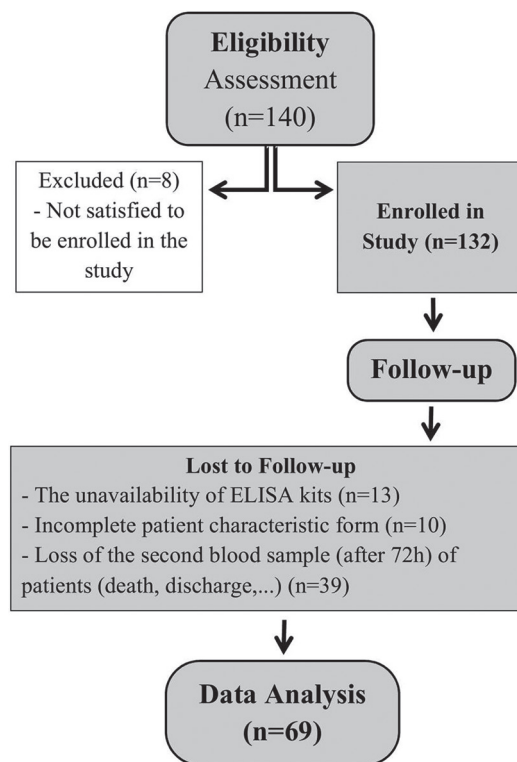 Eligibility
Assessment
(n=140)
Excluded (n=8)
- Not satisfied to
be enrolled in the
study
Enrolled in
Study (n=132)
Follow-up
Lost to Follow-up
- The unavailability of ELISA kits (n=13)
- Incomplete patient characteristic form (n=10)
- Loss of the second blood sample (after 72h) of
patients (death, discharge,...) (n=39)
Data Analysis
(n=69)